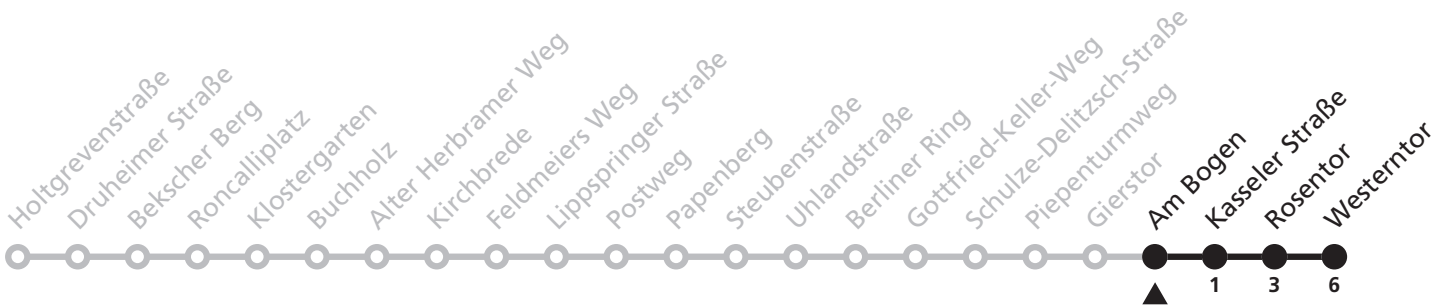 Holtgrevenstraße
Druheimer Straße
Bekscher Berg
Roncalliplatz
Klostergarten
Buchholz
Alter Herbramer Weg
Kirchbrede
Feldmeiers Weg
Lippspringer Straße
Postweg
Papenberg
Steubenstraße
Uhlandstraße
Berliner Ring
Gottfried-Keller-Weg
Schulze-Delitzsch-Straße
Piepenturmweg
Gierstor
Am Bogen
Kasseler Straße
Rosentor
Westerntor
1 3 6